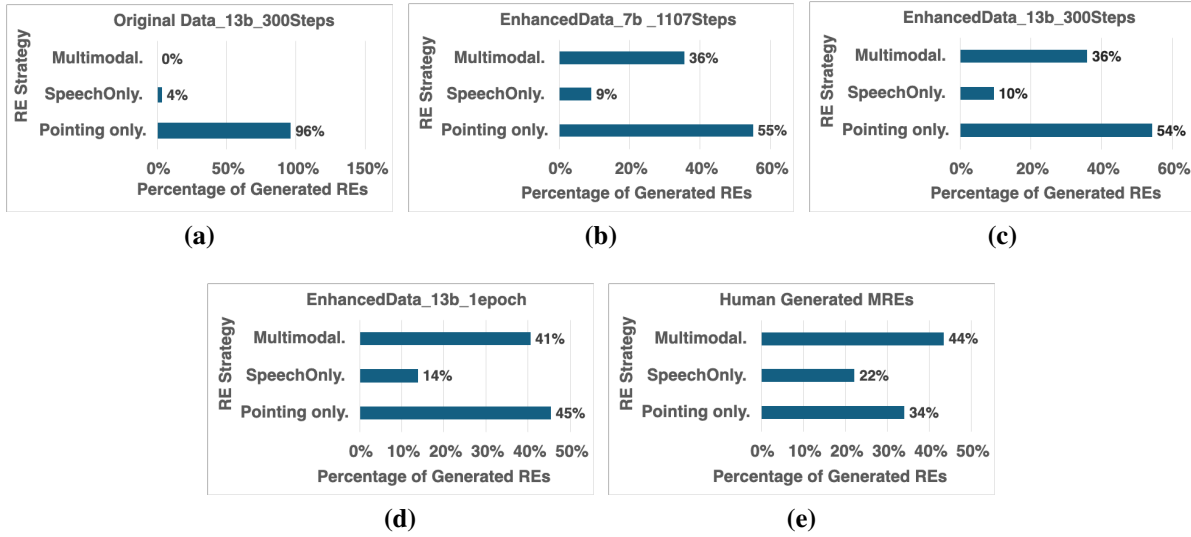 Original Data_13b_300Steps
RE Strategy
Multimodal. 0%
SpeechOnly. 4%
Pointing only. 96%
0% 50% 100% 150%
Percentage of Generated REs
(a)
EnhancedData_7b _1107Steps
RE Strategy
Multimodal. 36%
SpeechOnly. 9%
Pointing only. 55%
0% 20% 40% 60%
Percentage of Generated REs
(b)
EnhancedData_13b_300Steps
RE Strategy
Multimodal. 36%
SpeechOnly. 10%
Pointing only. 54%
0% 20% 40% 60%
Percentage of Generated REs
(c)
EnhancedData_13b_1epoch
RE Strategy
Multimodal. 41%
SpeechOnly. 14%
Pointing only. 45%
0% 10% 20% 30% 40% 50%
Percentage of Generated REs
(d)
Human Generated MREs
RE Strategy
Multimodal. 44%
SpeechOnly. 22%
Pointing only. 34%
0% 10% 20% 30% 40% 50%
Percentage of Generated REs
(e)